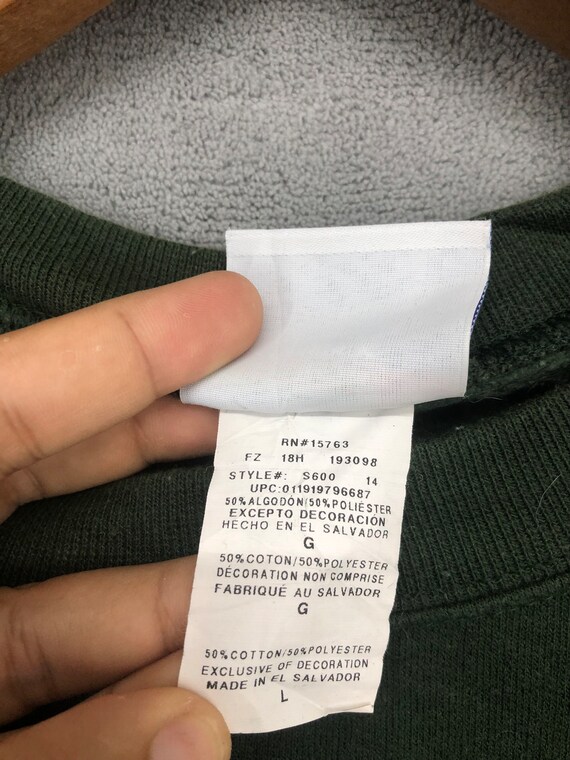 RN#15763
FZ 18H 193098
STYLE#: S600 14
UPC:011919796687
50%ALGODÓN/50%POLIÉSTER
EXCEPTO DECORACIÓN
HECHO EN EL SALVADOR
G
50%COTON/50%POLYESTER
DÉCORATION NON COMPRISE
FABRIQUÉ AU SALVADOR
G
50%COTTON/50%POLYESTER
EXCLUSIVE OF DECORATION
MADE IN EL SALVADOR
L